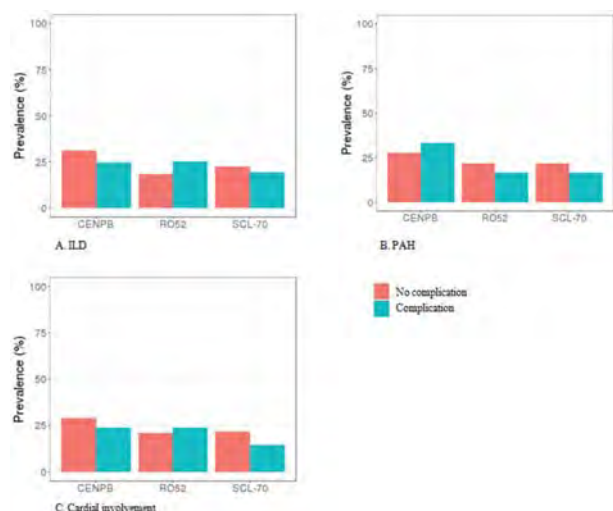 100
75
50
25
0
Prevalence (%)
CENPB RO52 SCL-70
A. ILD
100
75
50
25
0
Prevalence (%)
CENPB RO52 SCL-70
B. PAH
100
75
50
25
0
Prevalence (%)
CENPB RO52 SCL-70
C. Cardial involvement
No complication
Complication